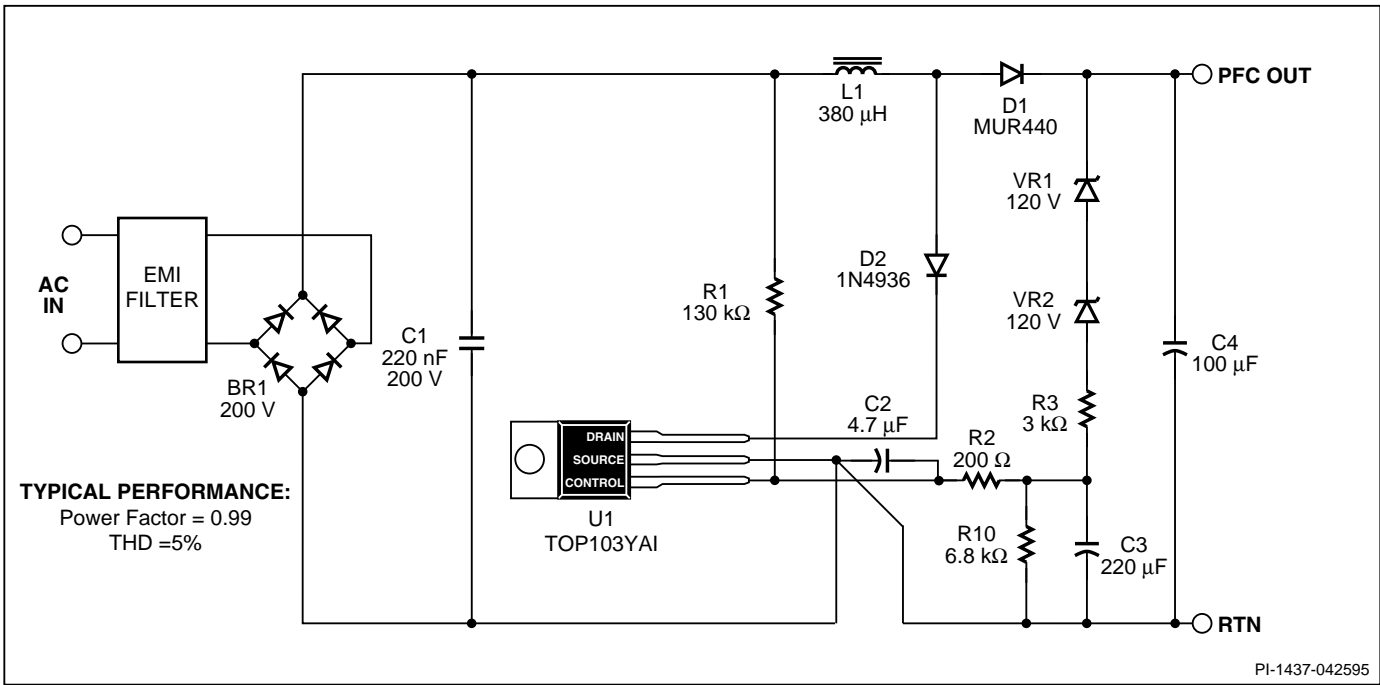 PFC OUT
L1
380 μH
D1
MUR440
VR1
120 V
AC
IN
EMI
FILTER
D2
1N4936
R1
130 kΩ
VR2
120 V
C1
220 nF
200 V
C4
100 μF
BR1
200 V
C2
4.7 μF
R3
3 kΩ
DRAIN
SOURCE
CONTROL
R2
200 Ω
TYPICAL PERFORMANCE:
Power Factor = 0.99
THD =5%
U1
TOP103YAI
R10
6.8 kΩ
C3
220 μF
RTN
PI-1437-042595